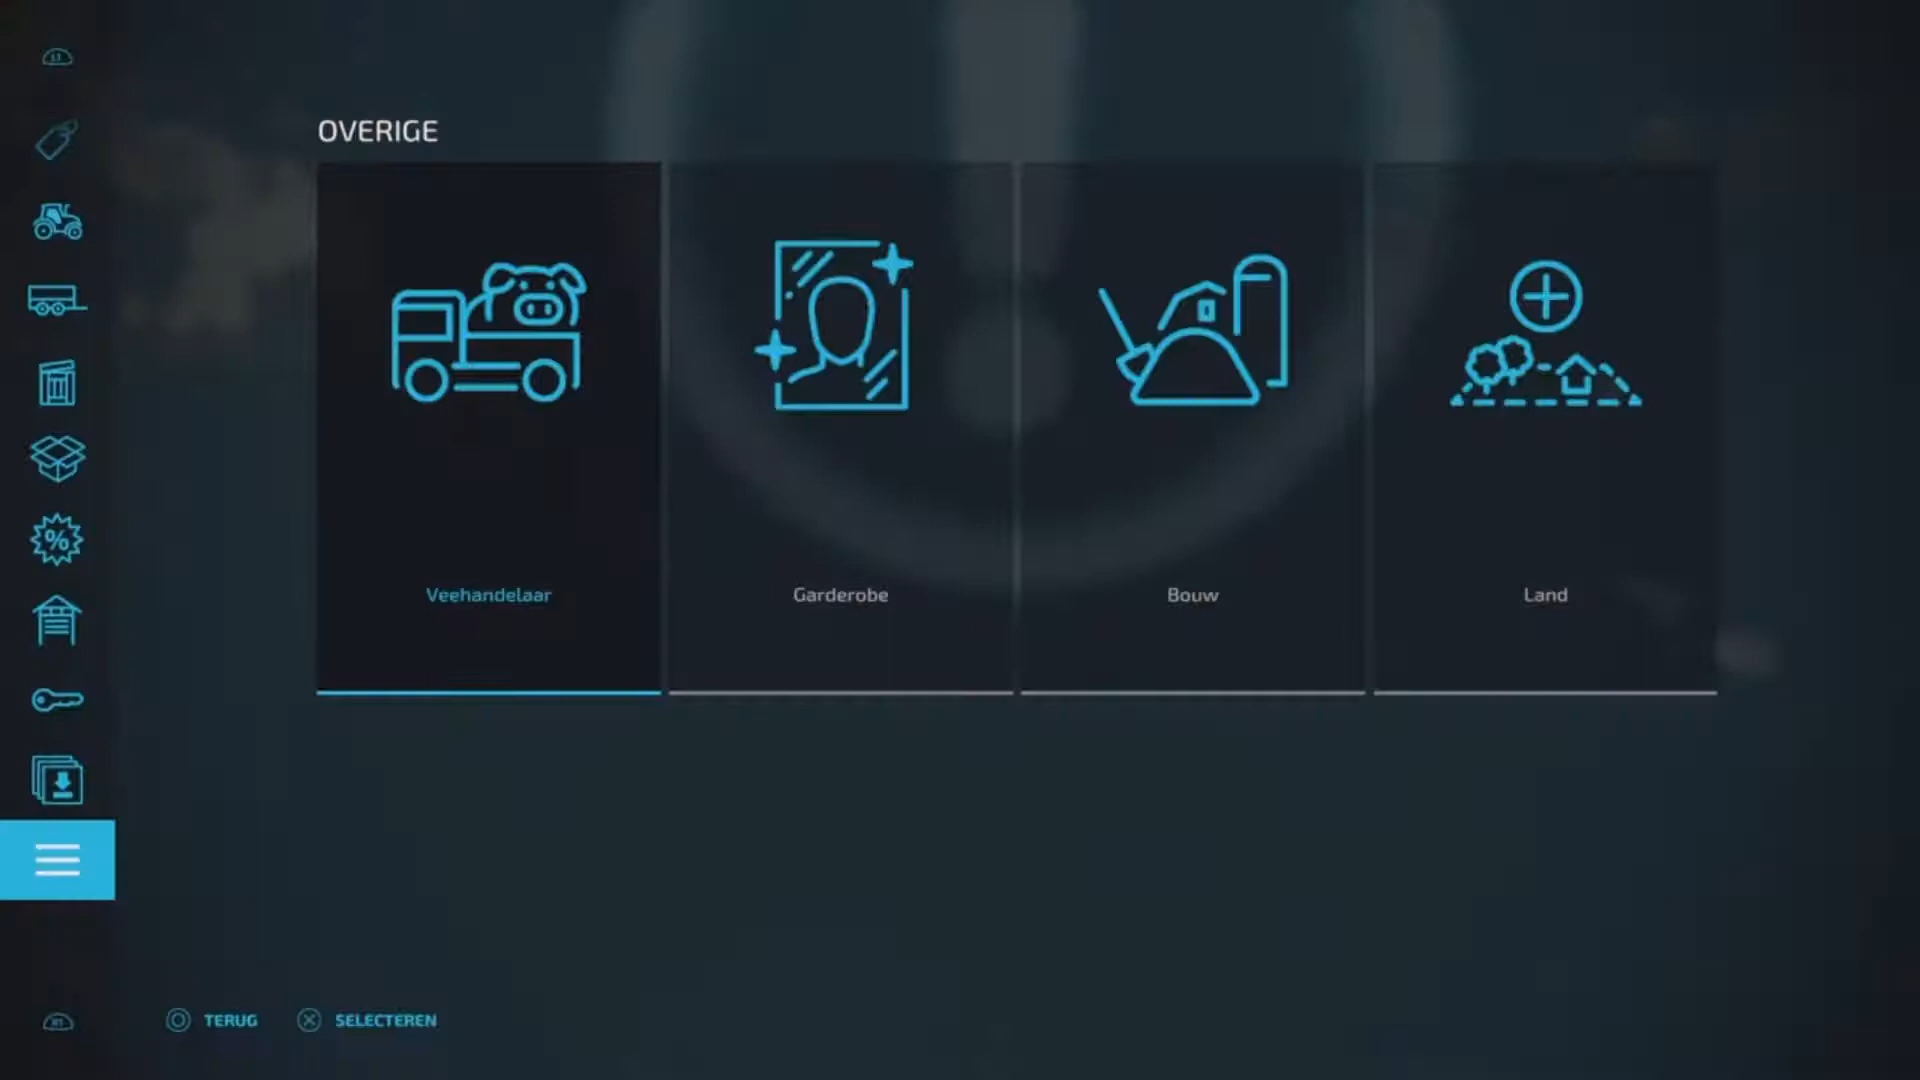 OVERIGE
Veehandelaar
Garderobe
Bouw
Land
%
TERUG
SELECTEREN